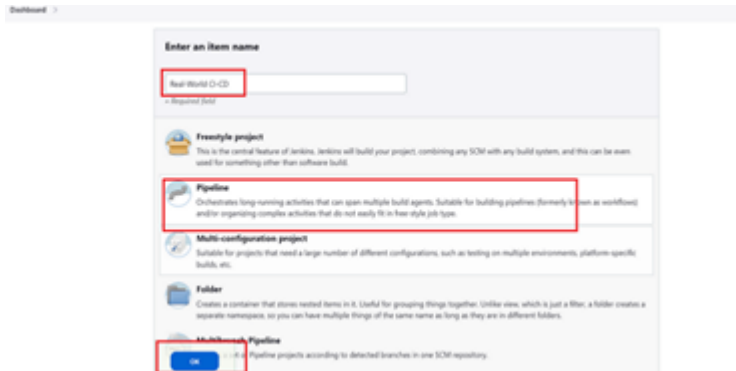 Dashboard >
Enter an item name
Real-World CI-CD
» Required field
Freestyle project
This is the central feature of Jenkins. Jenkins will build your project, combining any SCM with any build system, and this can be even
used for something other than software build.
Pipeline
Orchestrates long-running activities that can span multiple build agents. Suitable for building pipelines (formerly known as workflows)
and/or organizing complex activities that do not easily fit in free-style job type.
Multi-configuration project
Suitable for projects that need a large number of different configurations, such as testing on multiple environments, platform-specific
builds, etc.
Folder
Creates a container that stores nested items in it. Useful for grouping things together. Unlike view, which is just a filter, a folder creates a
separate namespace, so you can have multiple things of the same name as long as they are in different folders.
Multibranch Pipeline
OK
of Pipeline projects according to detected branches in one SCM repository.